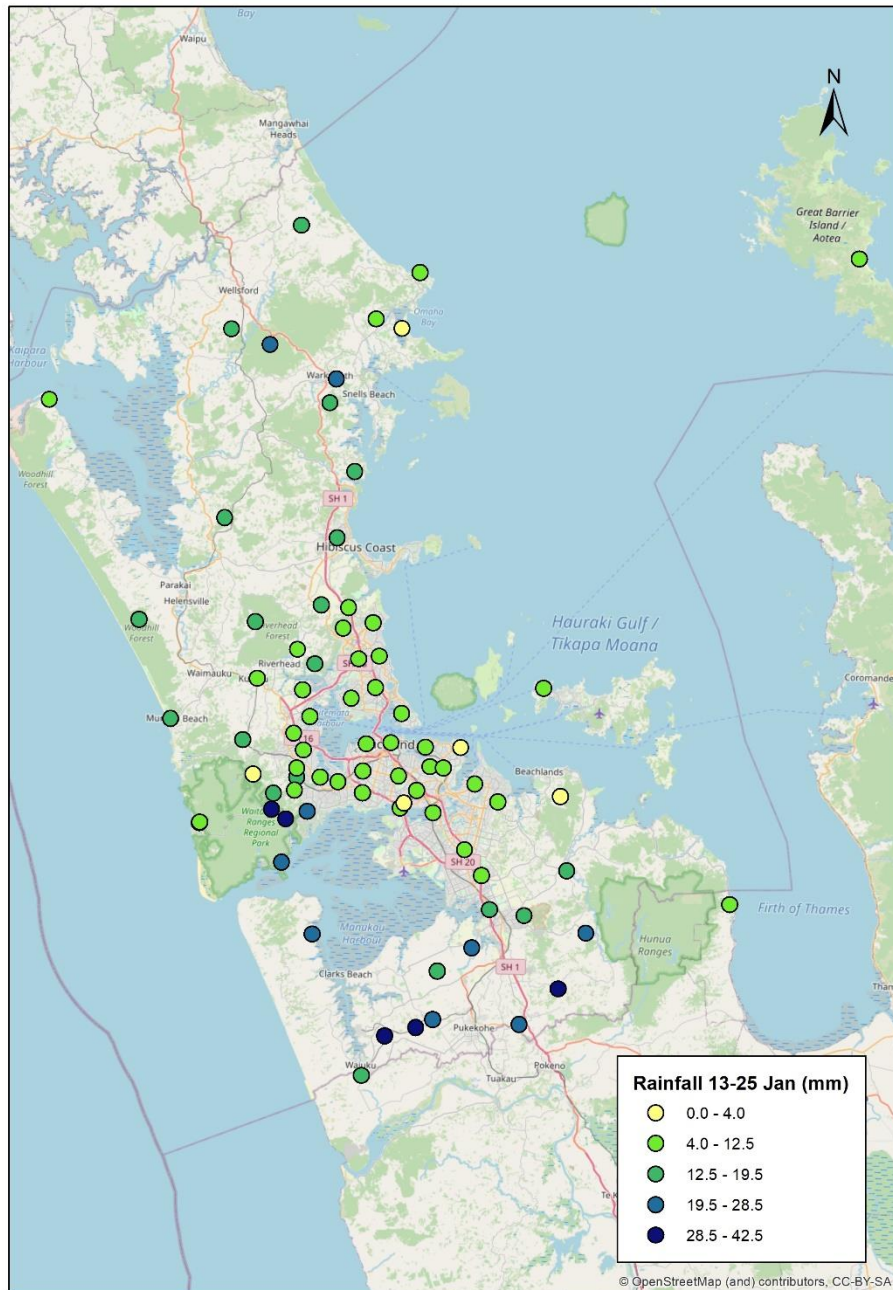 Bay
Waipu
Mangawhai
Heads
N
Great Barrier
Island /
Aotea
Wellsford
Omaha
Bay
Kaipara
Harbour
Snells Beach
Woodhill
Forest
SH 1
Hibiscus Coast
Parakai
Helensville
Woodhill
Forest
Riverhead
Forest
Hauraki Gulf /
Tikapa Moana
Riverhead
Waimauku
Coromandel
Beach
16
Beachlands
Ranges
Regional
Park
SH 20
Manukau
Harbour
Firth of Thames
Hunua
Ranges
Clarks Beach
SH 1
Pukekohe
Waiuku
Pokeno
Tuakau
Rainfall 13-25 Jan (mm)
0.0 - 4.0
4.0 - 12.5
12.5 - 19.5
19.5 - 28.5
28.5 - 42.5
© OpenStreetMap (and) contributors, CC-BY-SA